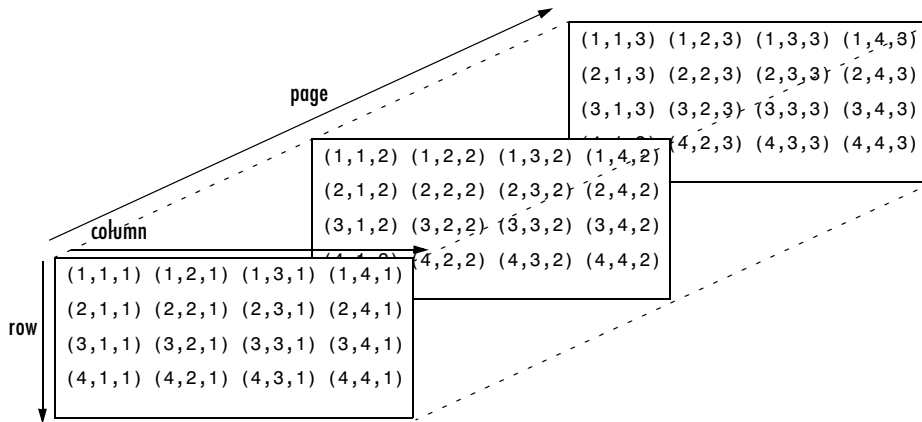 page
(1,1,3) (1,2,3) (1,3,3) (1,4,3)
(2,1,3) (2,2,3) (2,3,3) (2,4,3)
(3,1,3) (3,2,3) (3,3,3) (3,4,3)
(4,2,3) (4,3,3) (4,4,3)
(1,1,2) (1,2,2) (1,3,2) (1,4,2)
(2,1,2) (2,2,2) (2,3,2) (2,4,2)
(3,1,2) (3,2,2) (3,3,2) (3,4,2)
(4,2,2) (4,3,2) (4,4,2)
column
row
(1,1,1) (1,2,1) (1,3,1) (1,4,1)
(2,1,1) (2,2,1) (2,3,1) (2,4,1)
(3,1,1) (3,2,1) (3,3,1) (3,4,1)
(4,1,1) (4,2,1) (4,3,1) (4,4,1)